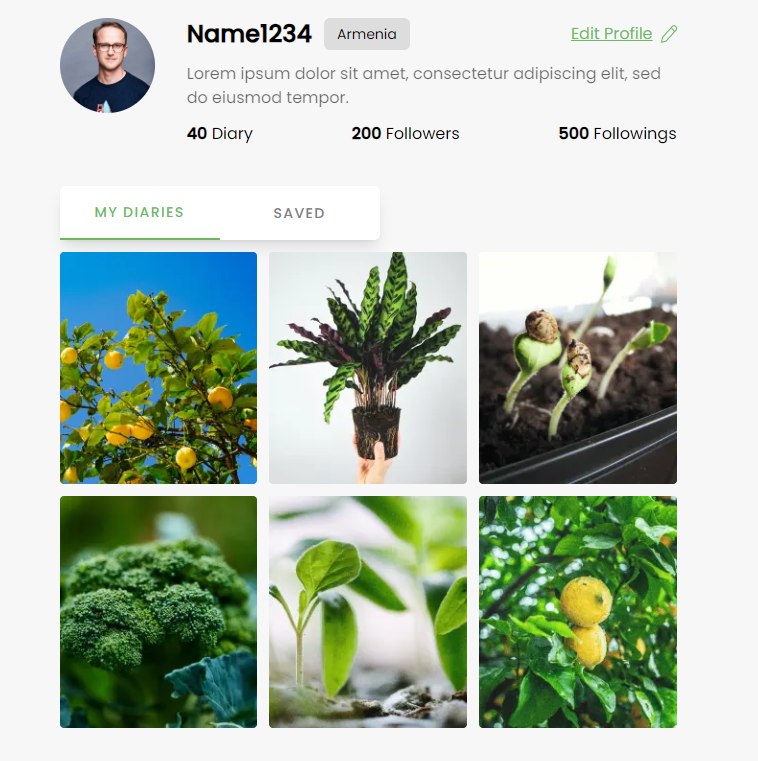 Name1234 Armenia Edit Profile
Lorem ipsum dolor sit amet, consectetur adipiscing elit, sed
do eiusmod tempor.
40 Diary 200 Followers 500 Followings
MY DIARIES SAVED